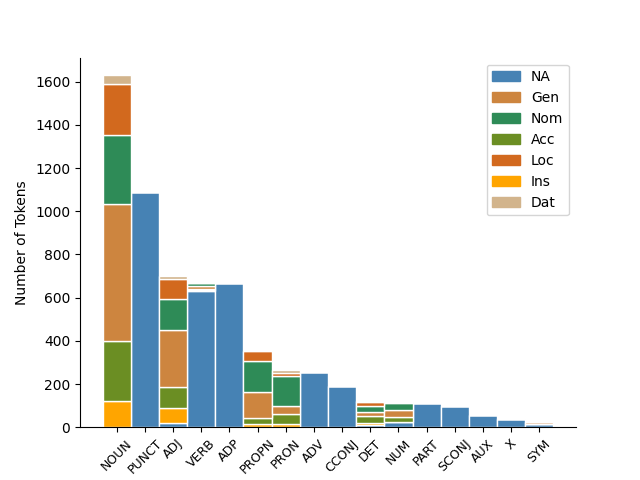 1600
1400
1200
1000
800
600
400
200
0
Number of Tokens
NA
Gen
Nom
Acc
Loc
Ins
Dat
NOUN
PUNCT
ADJ
VERB
ADP
PROPN
PRON
ADV
CCONJ
DET
NUM
PART
SCONJ
AUX
X
SYM